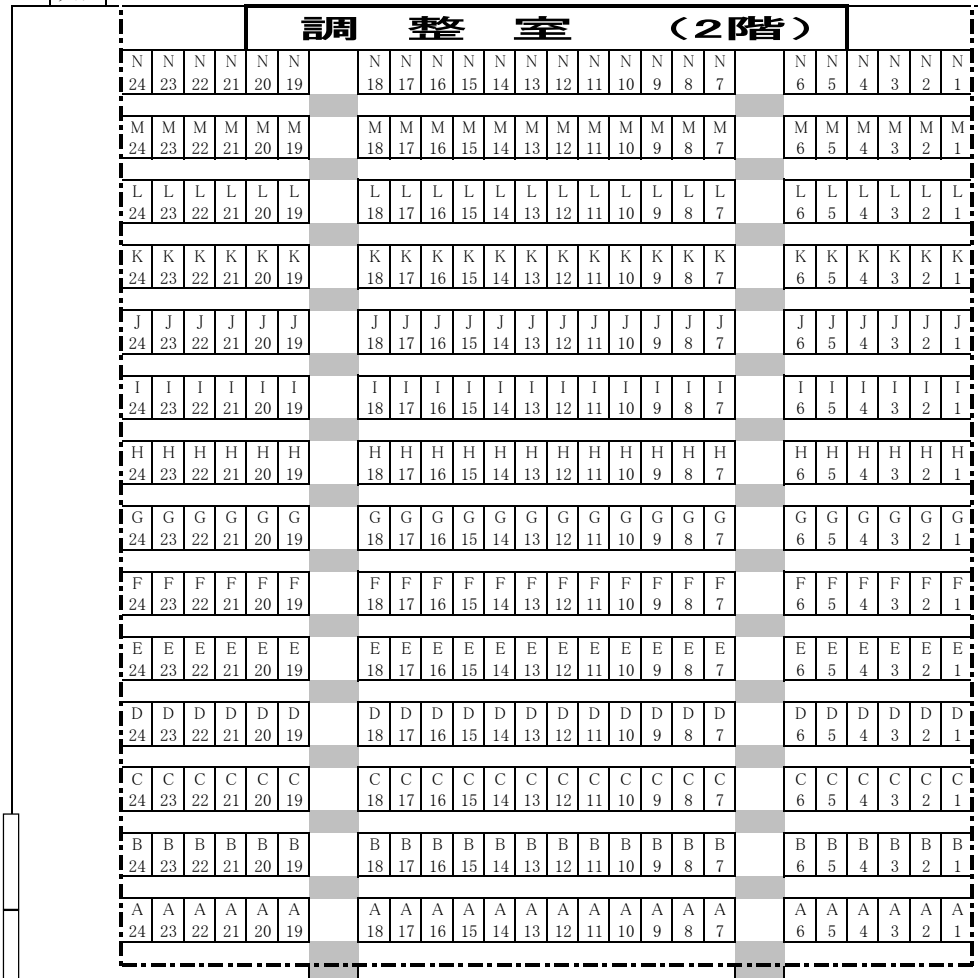 調 整 室 （２階）
N N N N N N N N N N N N N N N N N N N N N N N N
24 23 22 21 20 19 18 17 16 15 14 13 12 11 10 9 8 7 6 5 4 3 2 1
M M M M M M M M M M M M M M M M M M M M M M M M
24 23 22 21 20 19 18 17 16 15 14 13 12 11 10 9 8 7 6 5 4 3 2 1
L L L L L L L L L L L L L L L L L L L L L L L L
24 23 22 21 20 19 18 17 16 15 14 13 12 11 10 9 8 7 6 5 4 3 2 1
K K K K K K K K K K K K K K K K K K K K K K K K
24 23 22 21 20 19 18 17 16 15 14 13 12 11 10 9 8 7 6 5 4 3 2 1
J J J J J J J J J J J J J J J J J J J J J J J J
24 23 22 21 20 19 18 17 16 15 14 13 12 11 10 9 8 7 6 5 4 3 2 1
I I I I I I I I I I I I I I I I I I I I I I I I
24 23 22 21 20 19 18 17 16 15 14 13 12 11 10 9 8 7 6 5 4 3 2 1
H H H H H H H H H H H H H H H H H H H H H H H H
24 23 22 21 20 19 18 17 16 15 14 13 12 11 10 9 8 7 6 5 4 3 2 1
G G G G G G G G G G G G G G G G G G G G G G G G
24 23 22 21 20 19 18 17 16 15 14 13 12 11 10 9 8 7 6 5 4 3 2 1
F F F F F F F F F F F F F F F F F F F F F F F F
24 23 22 21 20 19 18 17 16 15 14 13 12 11 10 9 8 7 6 5 4 3 2 1
E E E E E E E E E E E E E E E E E E E E E E E E
24 23 22 21 20 19 18 17 16 15 14 13 12 11 10 9 8 7 6 5 4 3 2 1
D D D D D D D D D D D D D D D D D D D D D D D D
24 23 22 21 20 19 18 17 16 15 14 13 12 11 10 9 8 7 6 5 4 3 2 1
C C C C C C C C C C C C C C C C C C C C C C C C
24 23 22 21 20 19 18 17 16 15 14 13 12 11 10 9 8 7 6 5 4 3 2 1
B B B B B B B B B B B B B B B B B B B B B B B B
24 23 22 21 20 19 18 17 16 15 14 13 12 11 10 9 8 7 6 5 4 3 2 1
A A A A A A A A A A A A A A A A A A A A A A A A
24 23 22 21 20 19 18 17 16 15 14 13 12 11 10 9 8 7 6 5 4 3 2 1